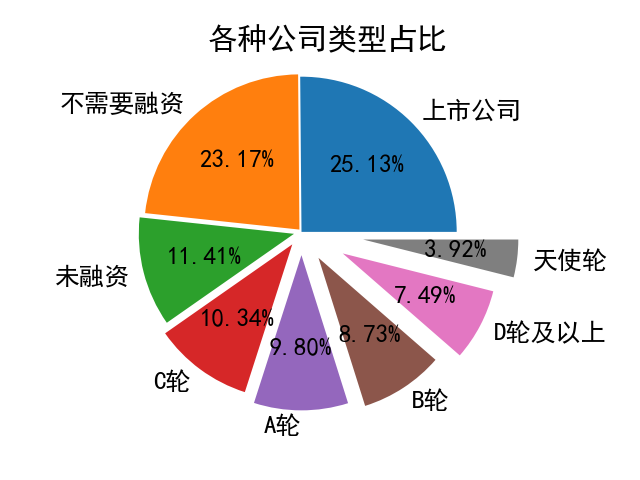 各种公司类型占比
上市公司
25.13%
不需要融资
23.17%
未融资
11.41%
C轮
10.34%
A轮
9.80%
B轮
8.73%
D轮及以上
7.49%
天使轮
3.92%